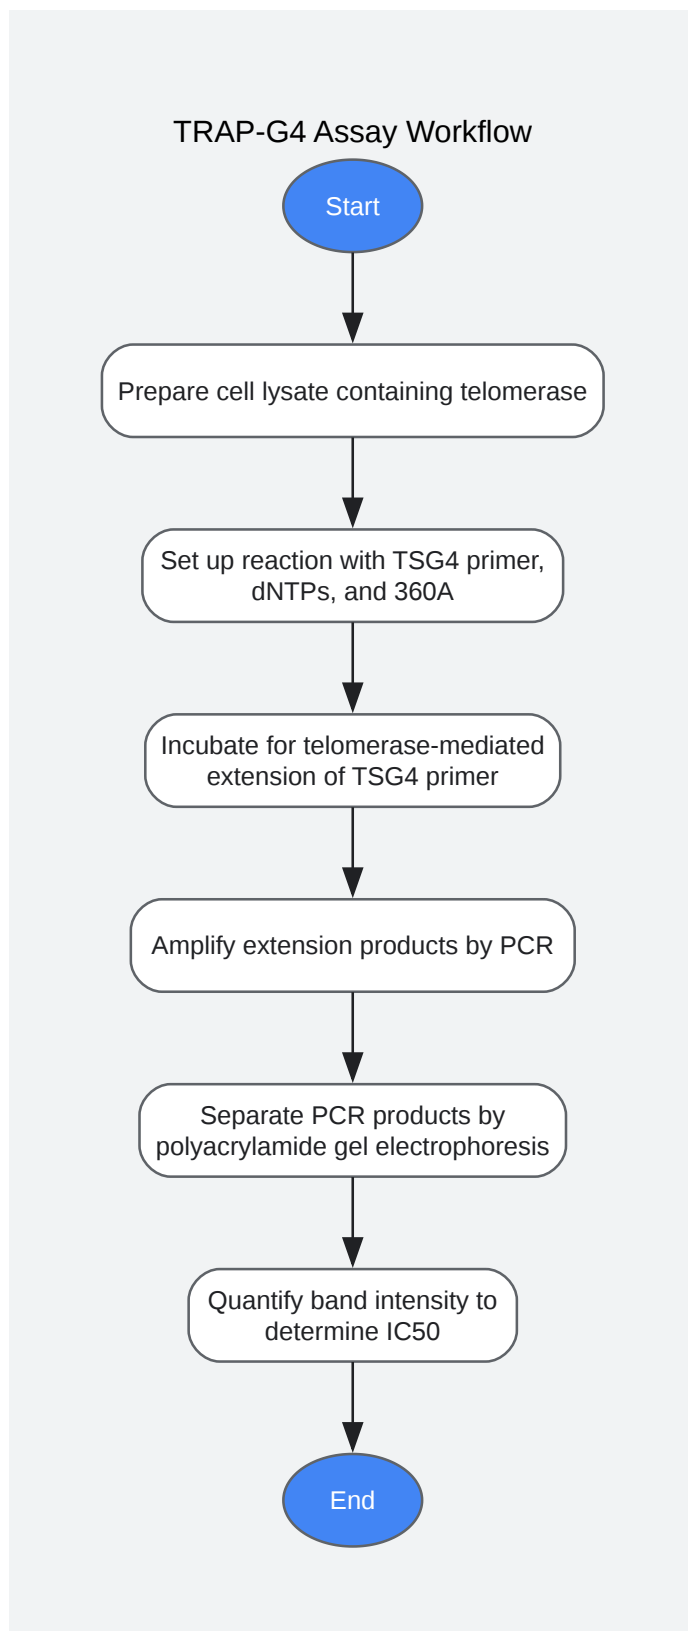 TRAP-G4 Assay Workflow
Start
Prepare cell lysate containing telomerase
Set up reaction with TSG4 primer,
dNTPs, and 360A
Incubate for telomerase-mediated
extension of TSG4 primer
Amplify extension products by PCR
Separate PCR products by
polyacrylamide gel electrophoresis
Quantify band intensity to
determine IC50
End